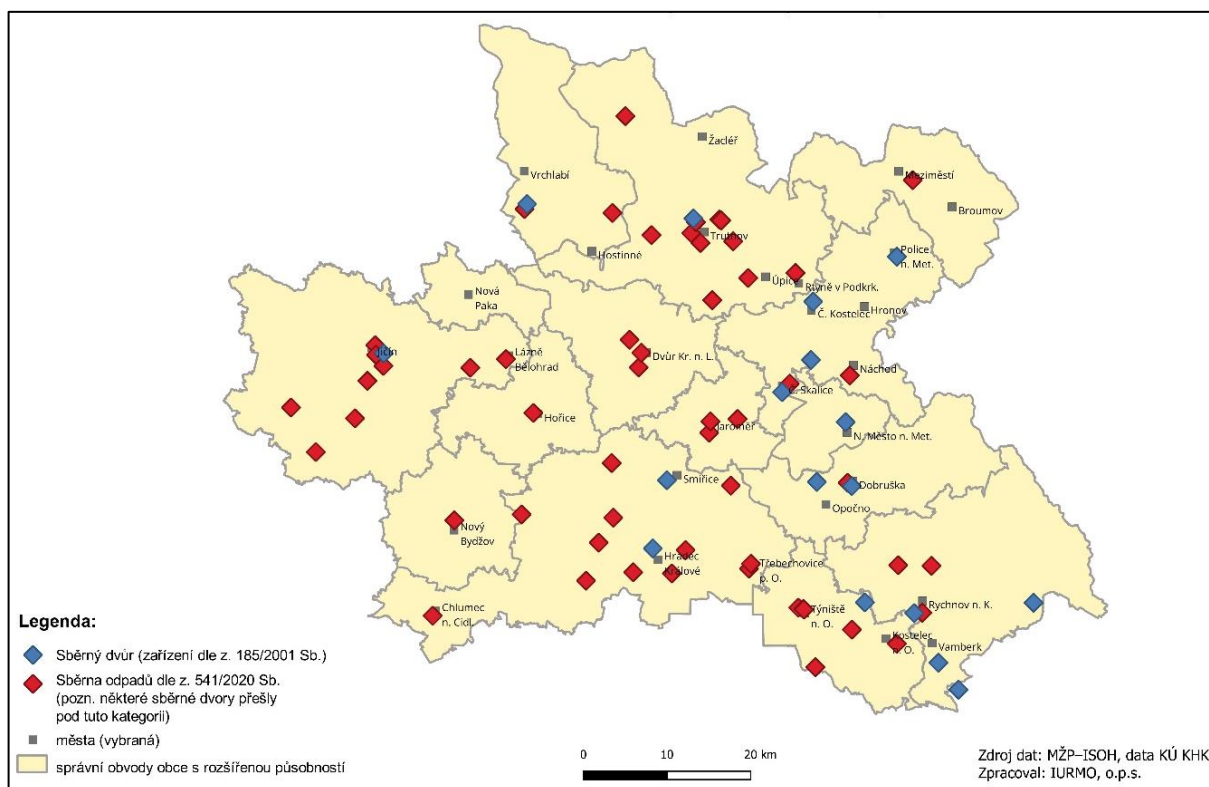 Žacléř
Vrchlabí
Meziměstí
Broumov
Trutnov
Police
n. Met.
Hostinné
Úpice
Rtyně v Podkrk.
Nová
Paka
Č. Kostelec
Hronov
Jičín
Lázně
Bělohrad
Dvůr Kr. n. L.
Náchod
Č. Skalice
Hořice
Jaroměř
N. Město n. Met.
Smiřice
Dobruška
Opočno
Nový
Bydžov
Hradec
Králové
Třebechovice
p. O.
Chlumec
n. Cidl.
Týniště
n. O.
Rychnov n. K.
Kostelec
n. O.
Vamberk
Legenda:
Sběrný dvůr (zařízení dle z. 185/2001 Sb.)
Sběrna odpadů dle z. 541/2020 Sb.
(pozn. některé sběrné dvory přešly
pod tuto kategorii)
města (vybraná)
správní obvody obce s rozšířenou působností
0 10 20 km
Zdroj dat: MŽP–ISOH, data KÚ KHK
Zpracoval: IURMO, o.p.s.